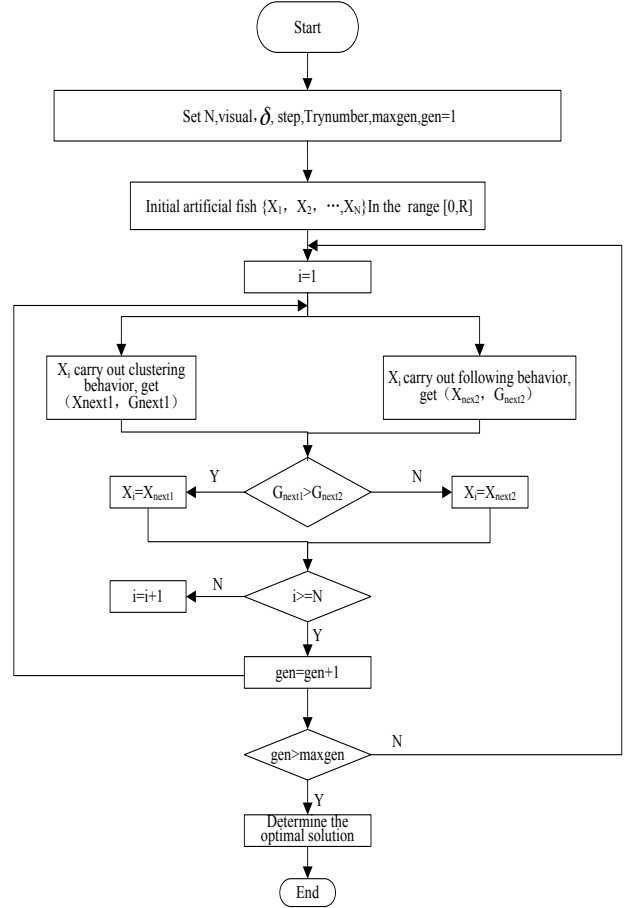 Start
Set N,visual，δ, step,Trynumber,maxgen,gen=1
Initial artificial fish {X₁，X₂，⋯,X_N}In the range [0,R]
i=1
Xᵢ carry out clustering
behavior, get
（Xnext1，Gnext1）
Xᵢ carry out following behavior,
get（Xₙₑₓ₂，Gₙₑₓₜ₂）
Y
Gₙₑₓₜ₁>Gₙₑₓₜ₂
N
Xᵢ=Xₙₑₓₜ₁
Xᵢ=Xₙₑₓₜ₂
i=i+1
N
i>=N
Y
gen=gen+1
gen>maxgen
N
Y
Determine the
optimal solution
End